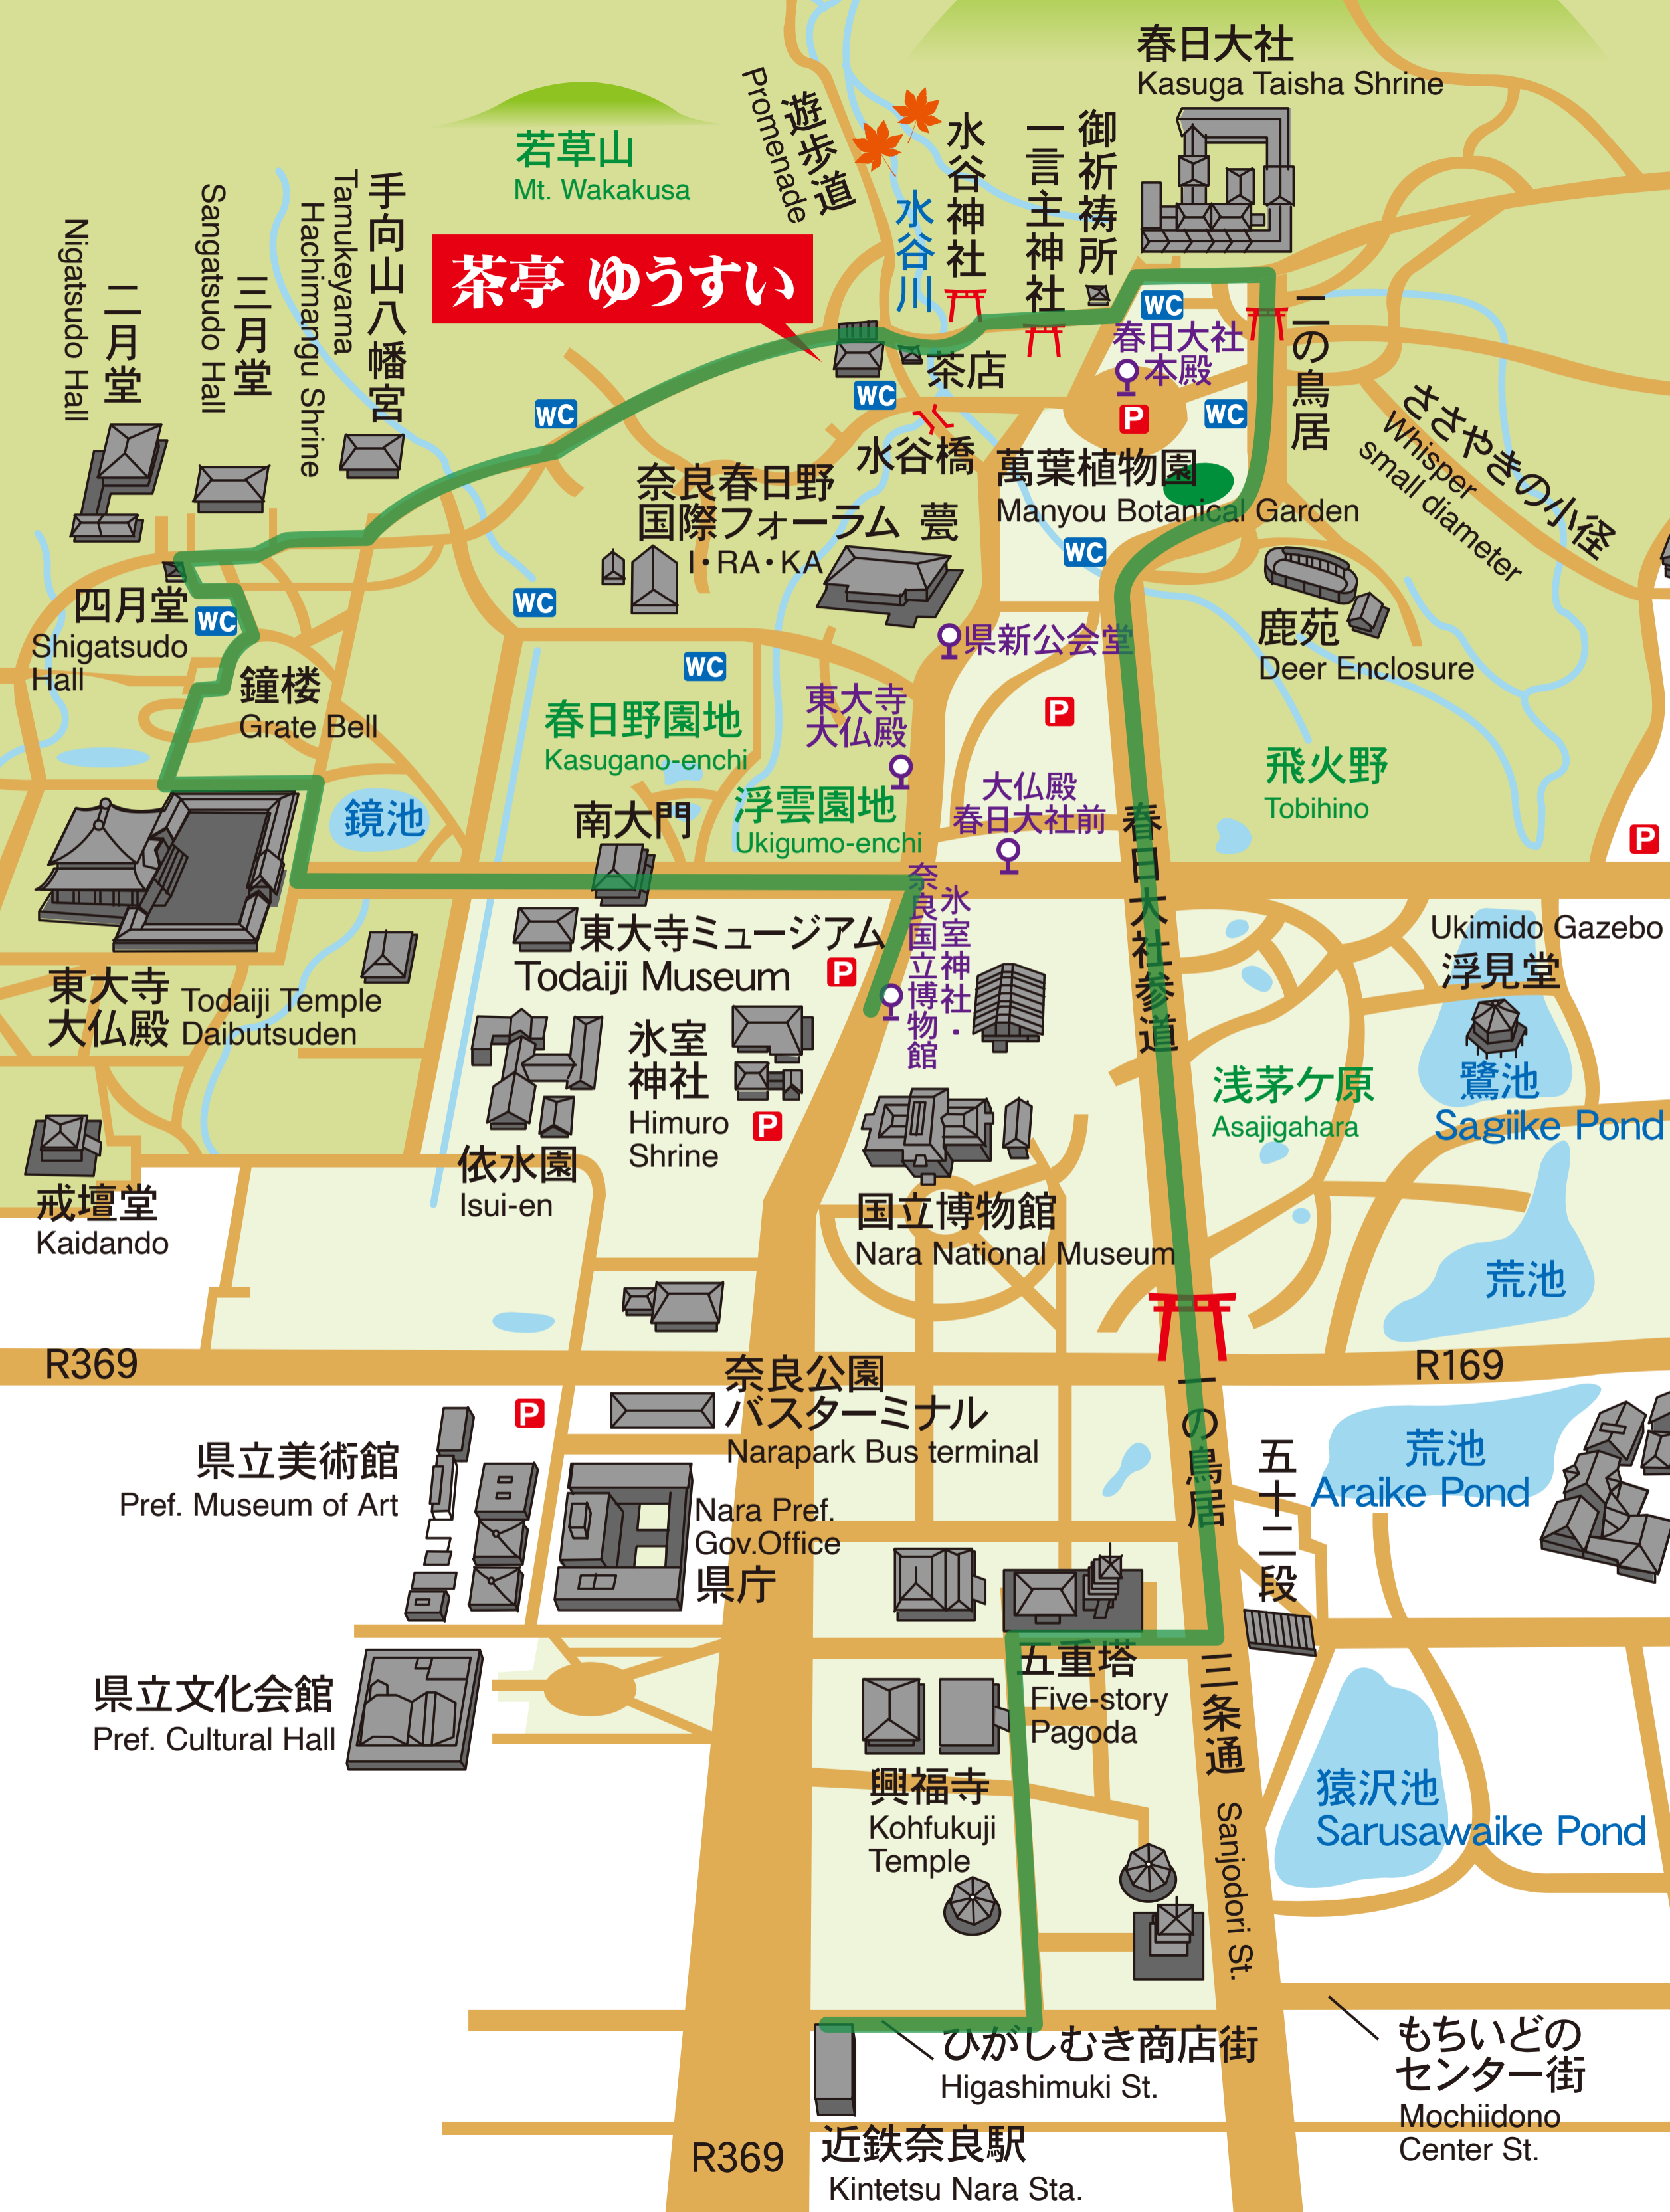 春日大社
Kasuga Taisha Shrine
遊歩道
Promenade
水谷神社
一言主神社
御祈祷所
若草山
Mt. Wakakusa
水谷川
手向山八幡宮
Tamukeyama
Hachimangu Shrine
三月堂
Sangatsudo Hall
二月堂
Nigatsudo Hall
茶亭 ゆうすい
WC
春日大社
本殿
二の鳥居
茶店
WC
P
WC
WC
ささやきの小径
Whisper
small diameter
水谷橋
萬葉植物園
Manyou Botanical Garden
奈良春日野
国際フォーラム 甍
I・RA・KA
WC
WC
四月堂
Shigatsudo
Hall
WC
県新公会堂
鹿苑
Deer Enclosure
WC
鐘楼
Grate Bell
春日野園地
Kasugano-enchi
東大寺
大仏殿
P
飛火野
Tobihino
大仏殿
春日大社前
鏡池
南大門
浮雲園地
Ukigumo-enchi
P
春日大社参道
氷室神社・
奈良国立博物館
東大寺ミュージアム
Todaiji Museum
P
Ukimido Gazebo
浮見堂
東大寺
大仏殿
Todaiji Temple
Daibutsuden
氷室
神社
Himuro
Shrine
P
浅茅ケ原
Asajigahara
鷺池
Sagiike Pond
依水園
Isui-en
戒壇堂
Kaidando
国立博物館
Nara National Museum
荒池
R369
R169
奈良公園
バスターミナル
Narapark Bus terminal
一の鳥居
P
県立美術館
Pref. Museum of Art
五十二段
荒池
Araike Pond
Nara Pref.
Gov.Office
県庁
五重塔
Five-story
Pagoda
県立文化会館
Pref. Cultural Hall
三条通 Sanjodori St.
興福寺
Kohfukuji
Temple
猿沢池
Sarusawaike Pond
ひがしむき商店街
Higashimuki St.
もちいどの
センター街
Mochiidono
Center St.
R369
近鉄奈良駅
Kintetsu Nara Sta.